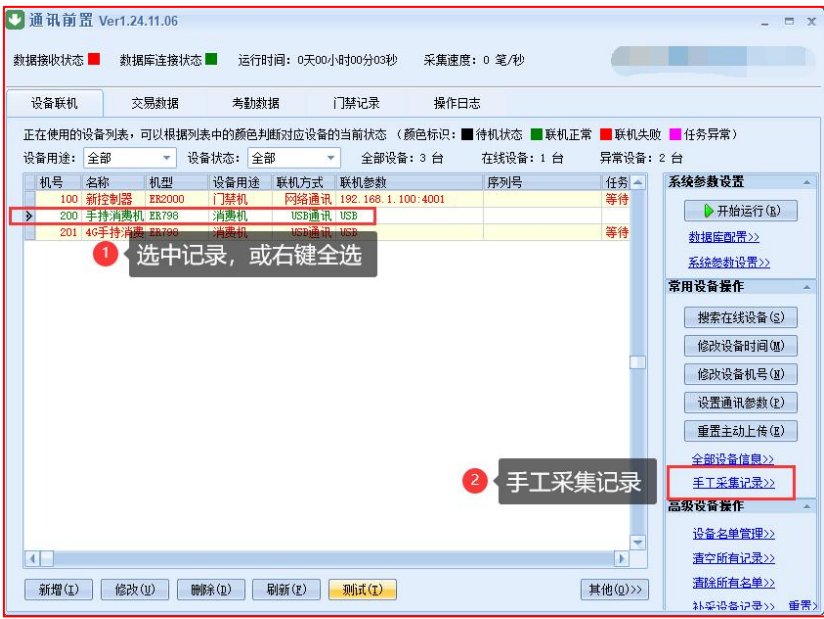 通讯前置 Ver1.24.11.06
数据接收状态 数据库连接状态 运行时间: 0天00小时00分03秒 采集速度: 0 笔/秒
设备联机 交易数据 考勤数据 门禁记录 操作日志
正在使用的设备列表，可以根据列表中的颜色判断对应设备的当前状态 （颜色标识: 待机状态 联机正常 联机失败 任务异常）
设备用途: 全部 设备状态: 全部 全部设备: 3 台 在线设备: 1 台 异常设备: 2 台
机号 名称 机型 设备用途 联机方式 联机参数 序列号 任务
100 新控制器 ER2000 门禁机 网络通讯 192.168.1.100:4001 等待
200 手持消费机 ER798 消费机 USB通讯 USB
201 4G手持消费 ER798 消费机 USB通讯 USB 等待
1 选中记录，或右键全选
2 手工采集记录
系统参数设置
开始运行(R)
数据库配置>>
系统参数设置>>
常用设备操作
搜索在线设备(S)
修改设备时间(M)
修改设备机号(N)
设置通讯参数(P)
重置主动上传(E)
全部设备信息>>
手工采集记录>>
高级设备操作
设备名单管理>>
清空所有记录>>
清除所有名单>>
补采设备记录>> 重置>
新增(I) 修改(U) 删除(D) 刷新(F) 测试(T) 其他(O)>>